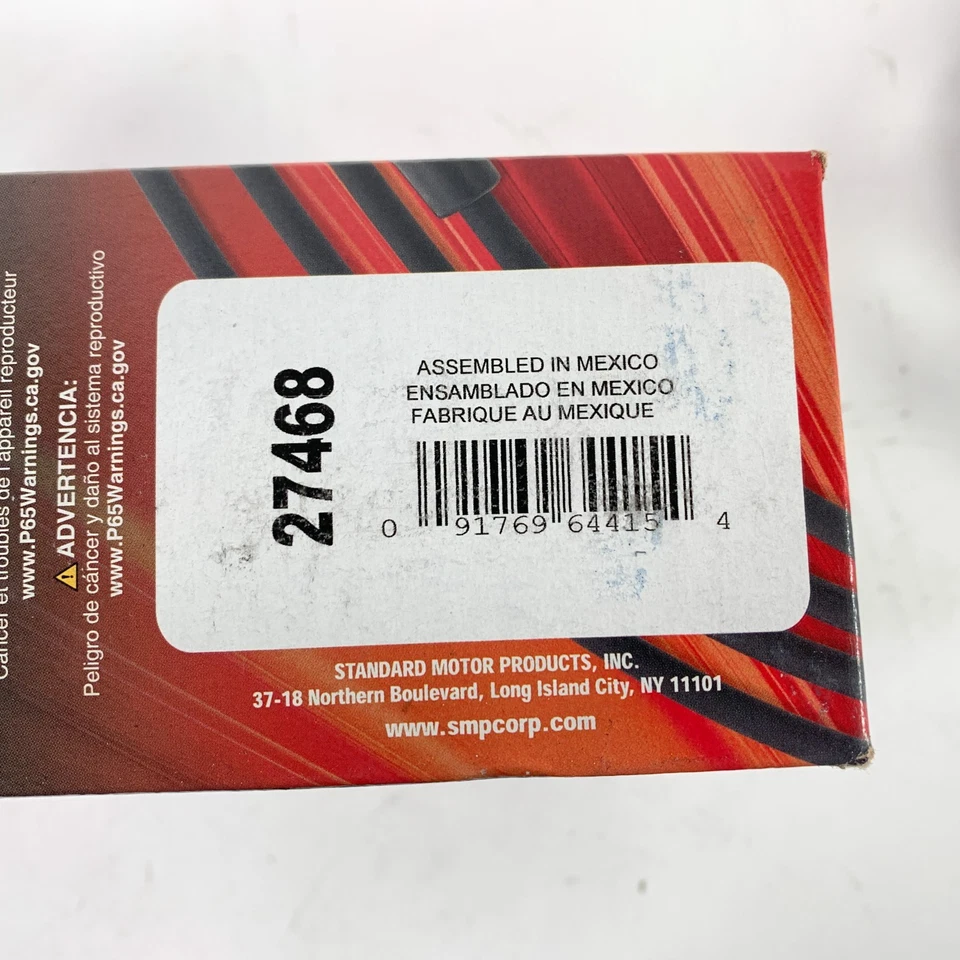 Cancer et troubles de l'appareil reproducteur
www.P65Warnings.ca.gov
ADVERTENCIA:
Peligro de cáncer y daño al sistema reproductivo
www.P65Warnings.ca.gov
27468
ASSEMBLED IN MEXICO
ENSAMBLADO EN MEXICO
FABRIQUE AU MEXIQUE
0 91769 64415 4
STANDARD MOTOR PRODUCTS, INC.
37-18 Northern Boulevard, Long Island City, NY 11101
www.smpcorp.com